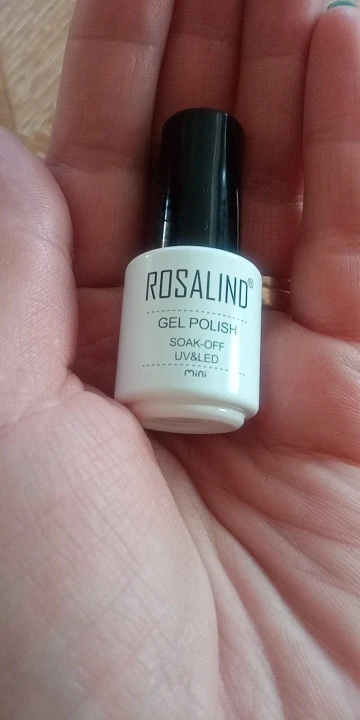 ROSALIND®
GEL POLISH
SOAK-OFF
UV&LED
mini